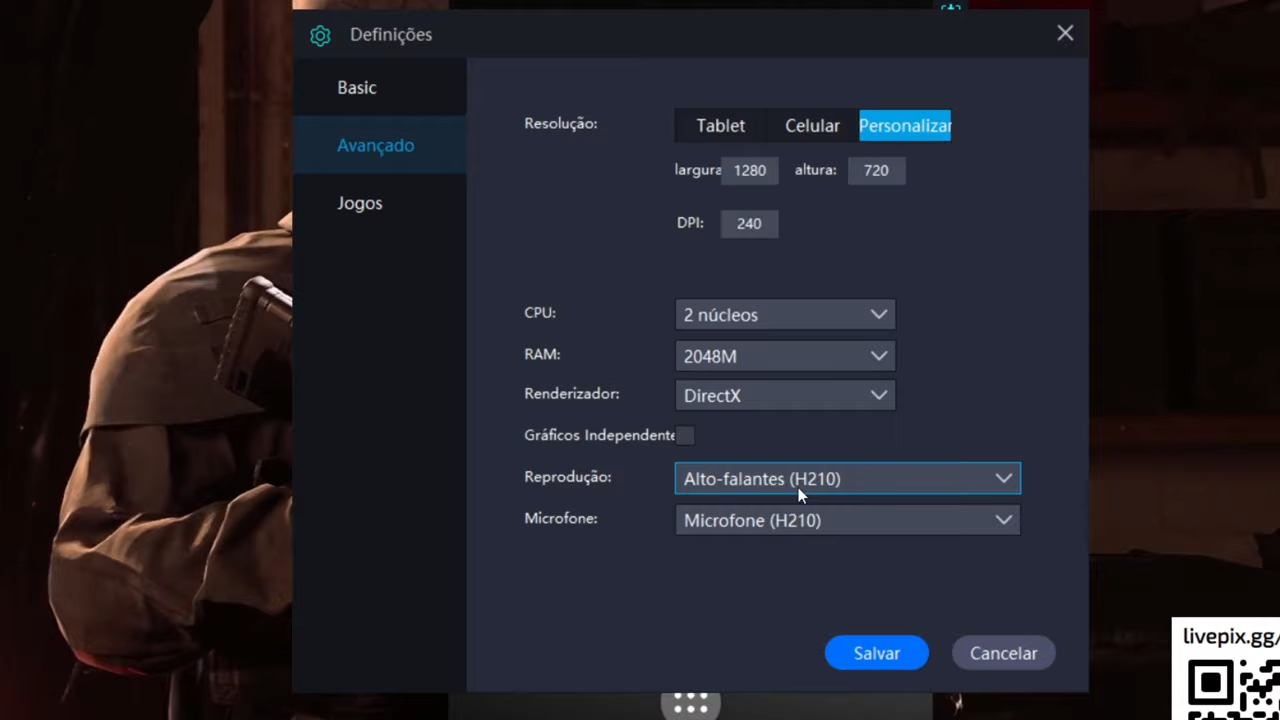 Definições
Basic
Avançado
Jogos
Resolução:
Tablet Celular Personalizar
largura 1280 altura: 720
DPI: 240
CPU: 2 núcleos
RAM: 2048M
Renderizador: DirectX
Gráficos Independente
Reprodução: Alto-falantes (H210)
Microfone: Microfone (H210)
Salvar Cancelar
livepix.gg/